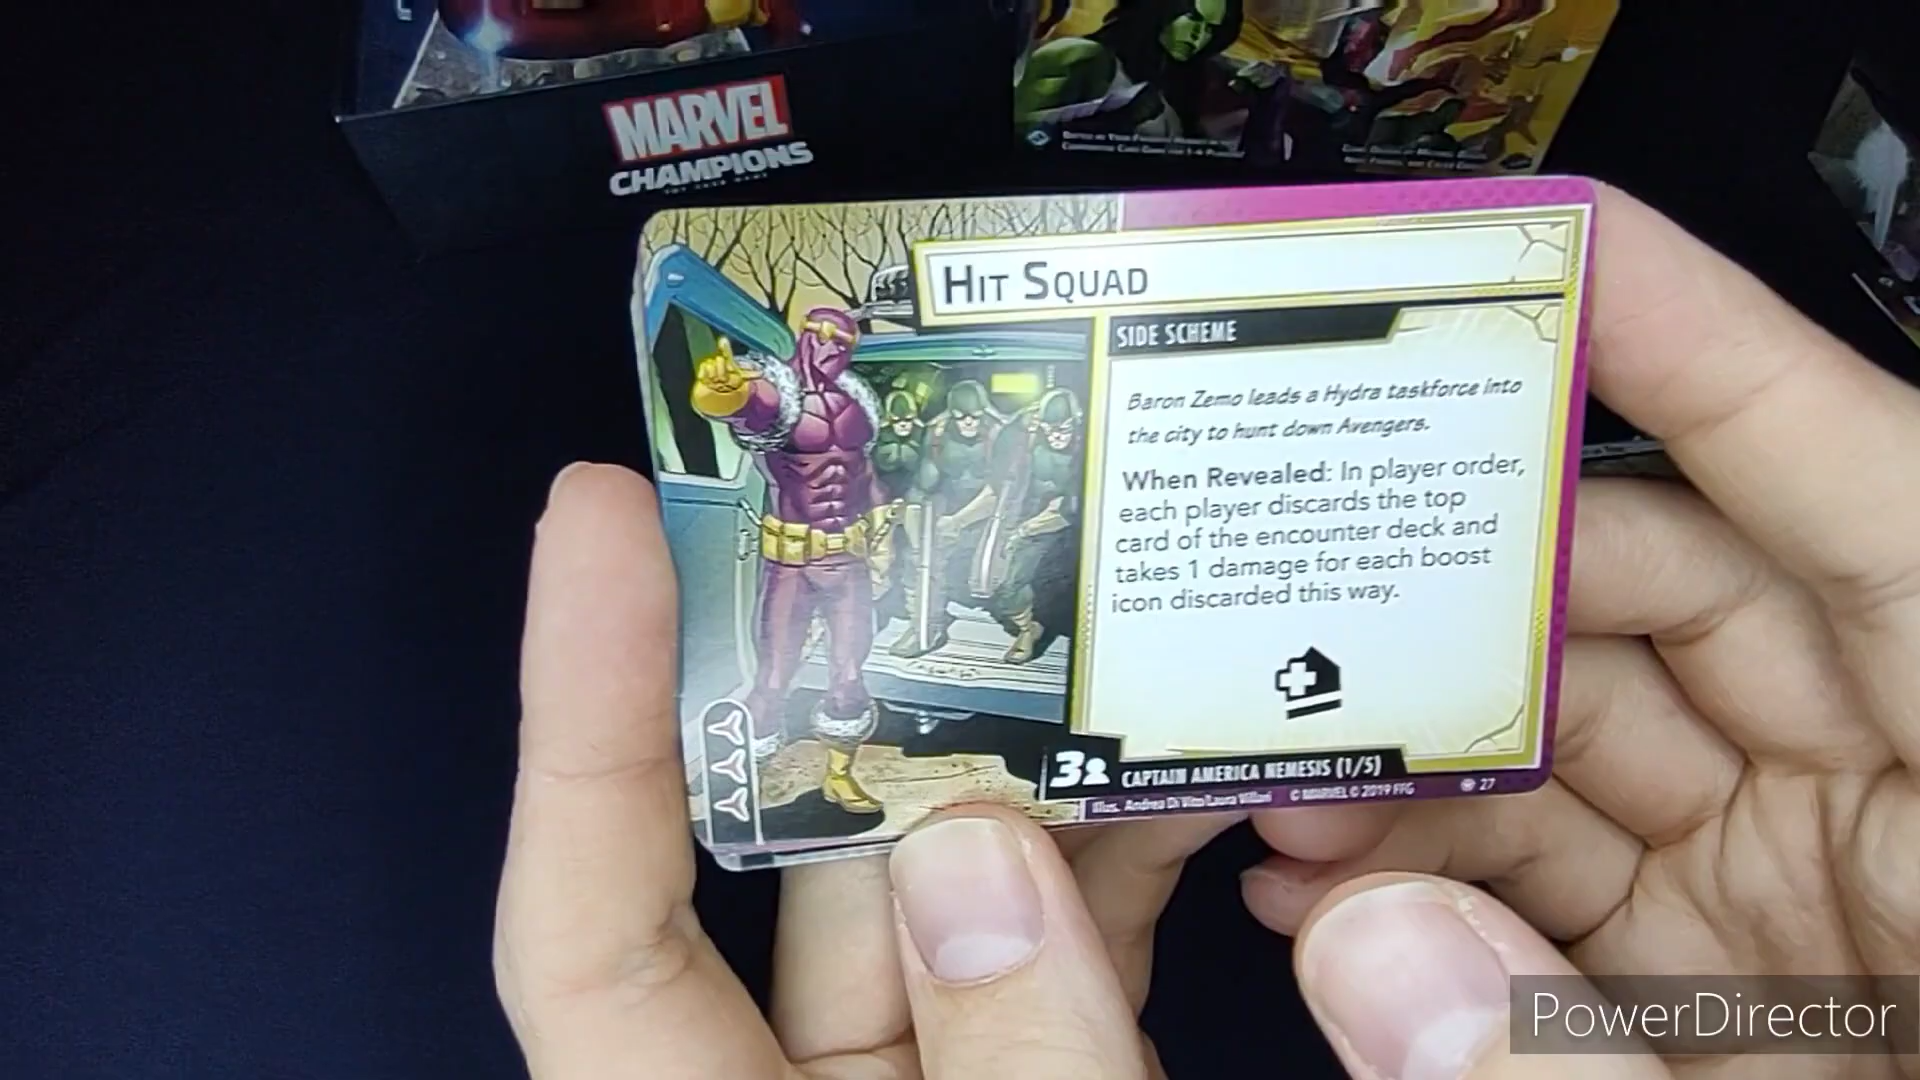 MARVEL
CHAMPIONS
HIT SQUAD
SIDE SCHEME
Baron Zemo leads a Hydra taskforce into
the city to hunt down Avengers.
When Revealed: In player order,
each player discards the top
card of the encounter deck and
takes 1 damage for each boost
icon discarded this way.
3
CAPTAIN AMERICA NEMESIS (1/5)
Illus. Andrea Di Vito/Laura Villari © MARVEL © 2019 FFG 27
PowerDirector